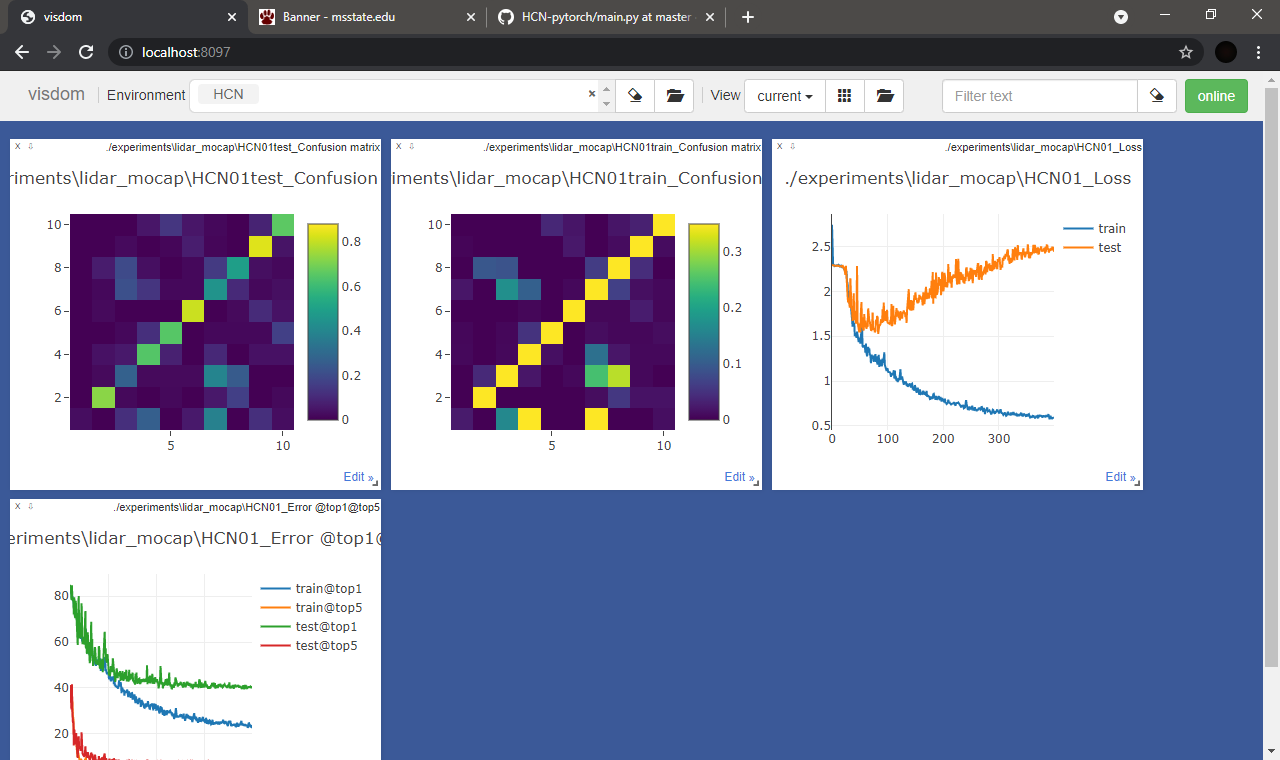 visdom
Banner - msstate.edu
HCN-pytorch/main.py at master
localhost:8097
visdom
Environment
HCN
View
current
Filter text
online
X
./experiments\lidar_mocap\HCN01test_Confusion matrix
riments\lidar_mocap\HCN01test_Confusion
10
8
6
4
2
5
10
0.8
0.6
0.4
0.2
0
Edit »
X
./experiments\lidar_mocap\HCN01train_Confusion matrix
iments\lidar_mocap\HCN01train_Confusion
10
8
6
4
2
5
10
0.3
0.2
0.1
0
Edit »
X
./experiments\lidar_mocap\HCN01_Loss
./experiments\lidar_mocap\HCN01_Loss
2.5
2
1.5
1
0.5
0
100
200
300
train
test
Edit »
X
./experiments\lidar_mocap\HCN01_Error @top1@top5
eriments\lidar_mocap\HCN01_Error @top1@
80
60
40
20
train@top1
train@top5
test@top1
test@top5